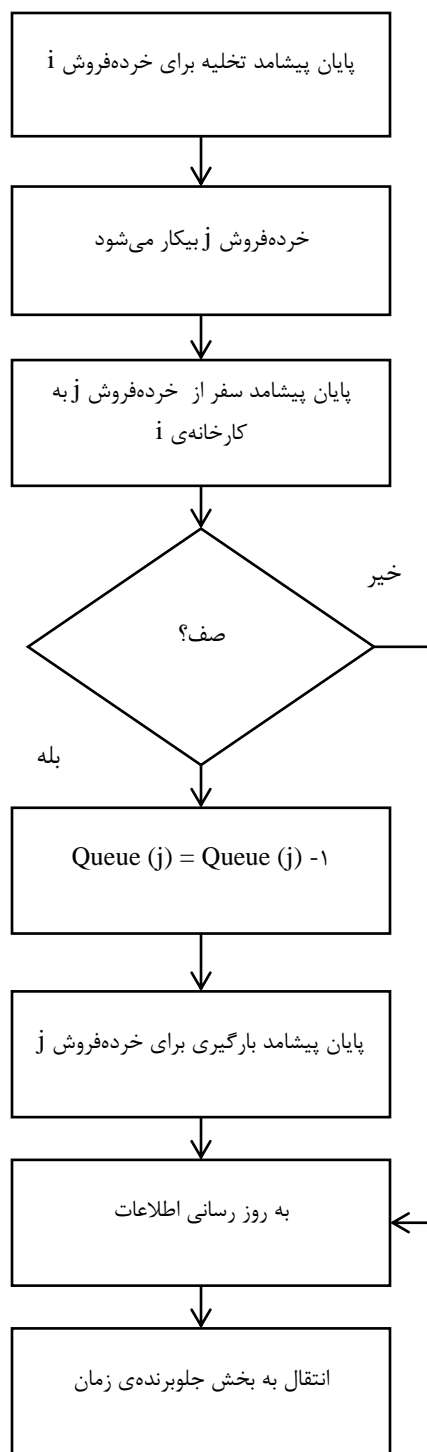 پایان پیشامد تخلیه برای خرده‌فروش i
خرده‌فروش j بیکار می‌شود
پایان پیشامد سفر از خرده‌فروش j به
کارخانه‌ی i
صف؟
خیر
بله
Queue (j) = Queue (j) -۱
پایان پیشامد بارگیری برای خرده‌فروش j
به روز رسانی اطلاعات
انتقال به بخش جلوبرنده‌ی زمان